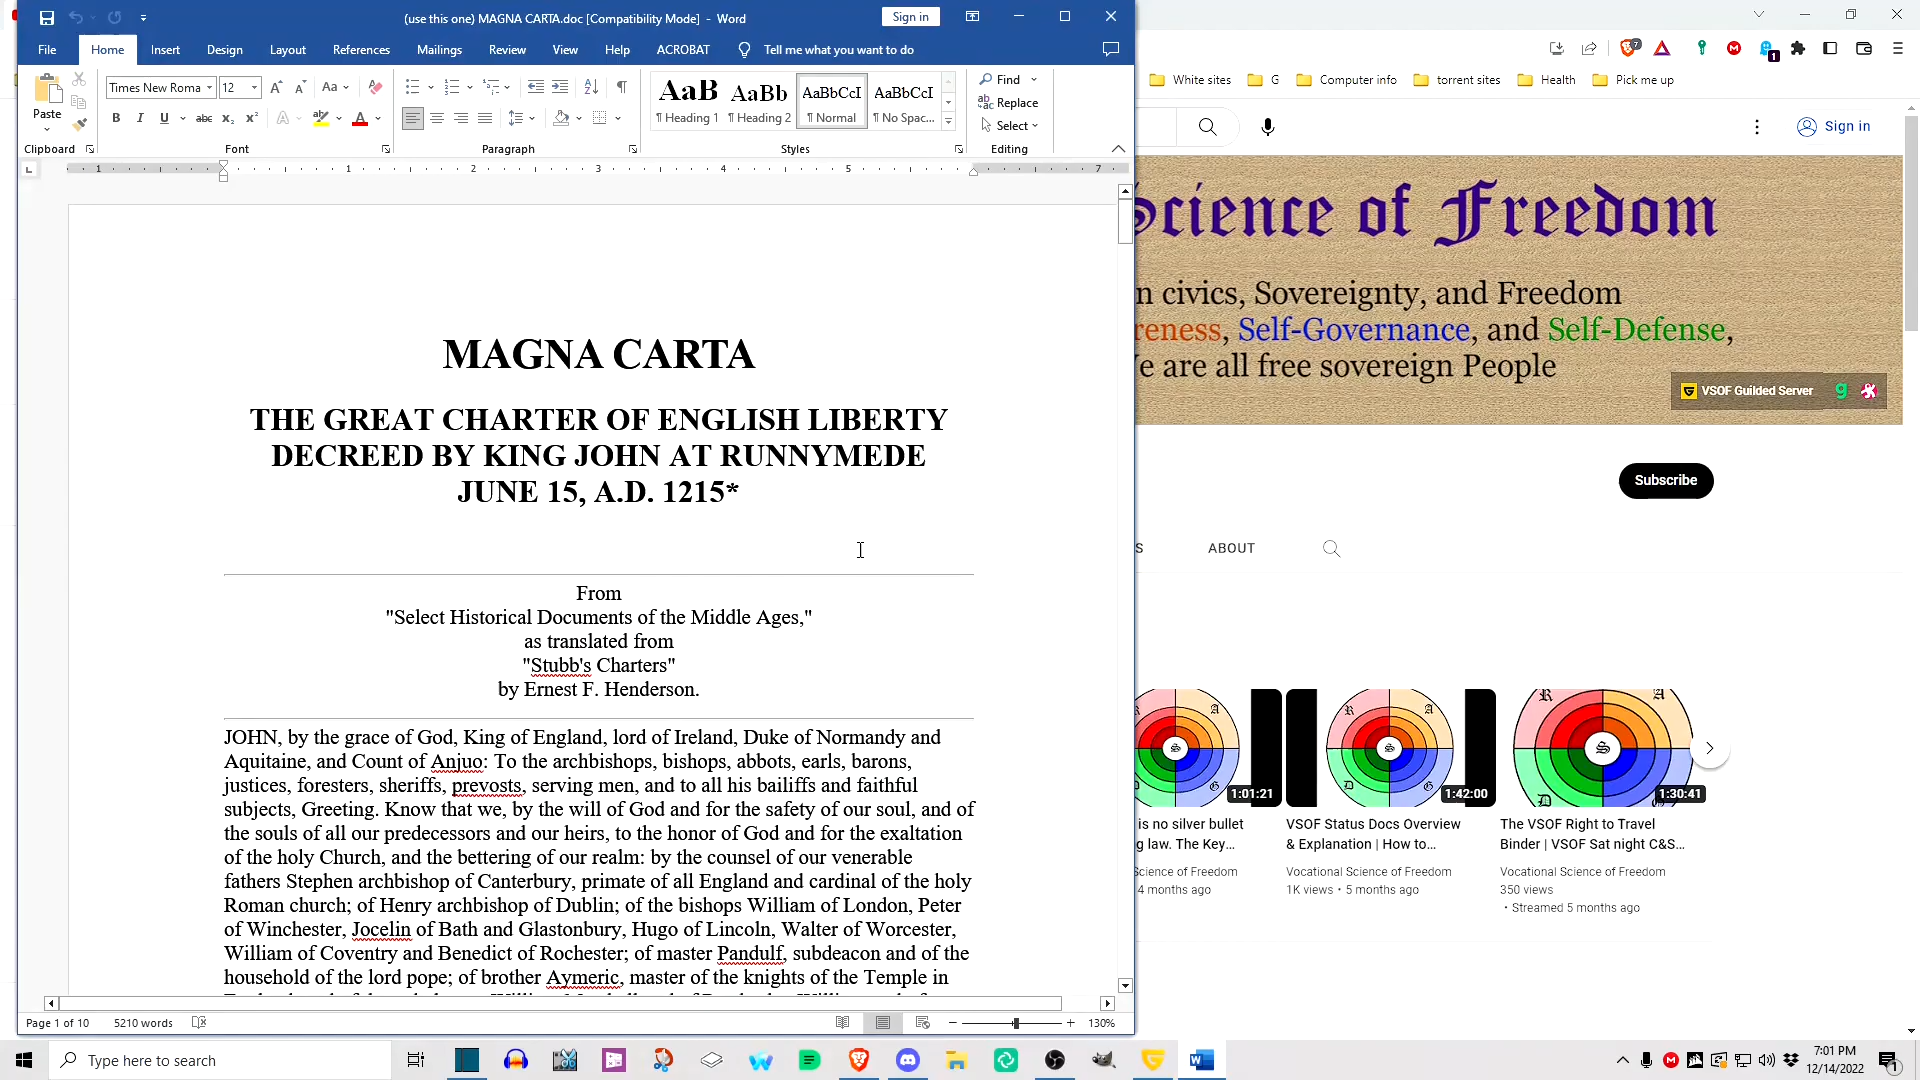 (use this one) MAGNA CARTA.doc [Compatibility Mode] - Word
Sign in
File Home Insert Design Layout References Mailings Review View Help ACROBAT Tell me what you want to do
Paste
Times New Roma 12
Clipboard Font Paragraph Styles Editing
AaB AaBb AaBbCcI AaBbCcI
¶ Heading 1 ¶ Heading 2 ¶ Normal ¶ No Spac...
Find
Replace
Select
1 1 2 3 4 5 7
MAGNA CARTA
THE GREAT CHARTER OF ENGLISH LIBERTY
DECREED BY KING JOHN AT RUNNYMEDE
JUNE 15, A.D. 1215*
From
"Select Historical Documents of the Middle Ages,"
as translated from
"Stubb's Charters"
by Ernest F. Henderson.
JOHN, by the grace of God, King of England, lord of Ireland, Duke of Normandy and
Aquitaine, and Count of Anjuo: To the archbishops, bishops, abbots, earls, barons,
justices, foresters, sheriffs, prevosts, serving men, and to all his bailiffs and faithful
subjects, Greeting. Know that we, by the will of God and for the safety of our soul, and of
the souls of all our predecessors and our heirs, to the honor of God and for the exaltation
of the holy Church, and the bettering of our realm: by the counsel of our venerable
fathers Stephen archbishop of Canterbury, primate of all England and cardinal of the holy
Roman church; of Henry archbishop of Dublin; of the bishops William of London, Peter
of Winchester, Jocelin of Bath and Glastonbury, Hugo of Lincoln, Walter of Worcester,
William of Coventry and Benedict of Rochester; of master Pandulf, subdeacon and of the
household of the lord pope; of brother Aymeric, master of the knights of the Temple in
Page 1 of 10 5210 words
130%
White sites G Computer info torrent sites Health Pick me up
Sign in
Science of Freedom
n civics, Sovereignty, and Freedom
reness, Self-Governance, and Self-Defense,
e are all free sovereign People
VSOF Guilded Server
Subscribe
S ABOUT
1:01:21
1:42:00
1:30:41
is no silver bullet
g law. The Key...
Science of Freedom
4 months ago
VSOF Status Docs Overview
& Explanation | How to...
Vocational Science of Freedom
1K views • 5 months ago
The VSOF Right to Travel
Binder | VSOF Sat night C&S...
Vocational Science of Freedom
350 views
• Streamed 5 months ago
Type here to search
7:01 PM
12/14/2022